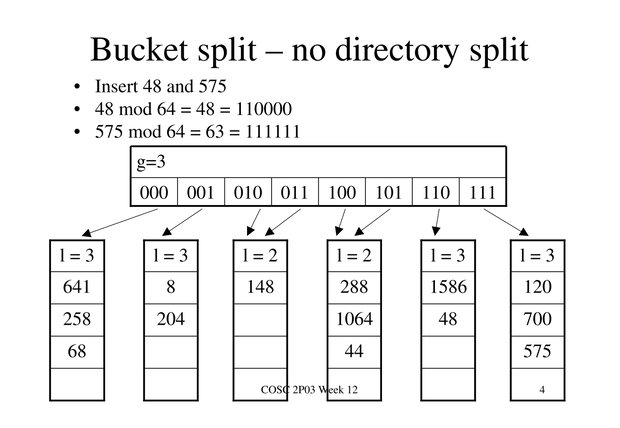 Bucket split – no directory split
• Insert 48 and 575
• 48 mod 64 = 48 = 110000
• 575 mod 64 = 63 = 111111
g=3
000 001 010 011 100 101 110 111
l = 3 l = 3 l = 2 l = 2 l = 3 l = 3
641 8 148 288 1586 120
258 204 1064 48 700
68 44 575
COSC 2P03 Week 12 4